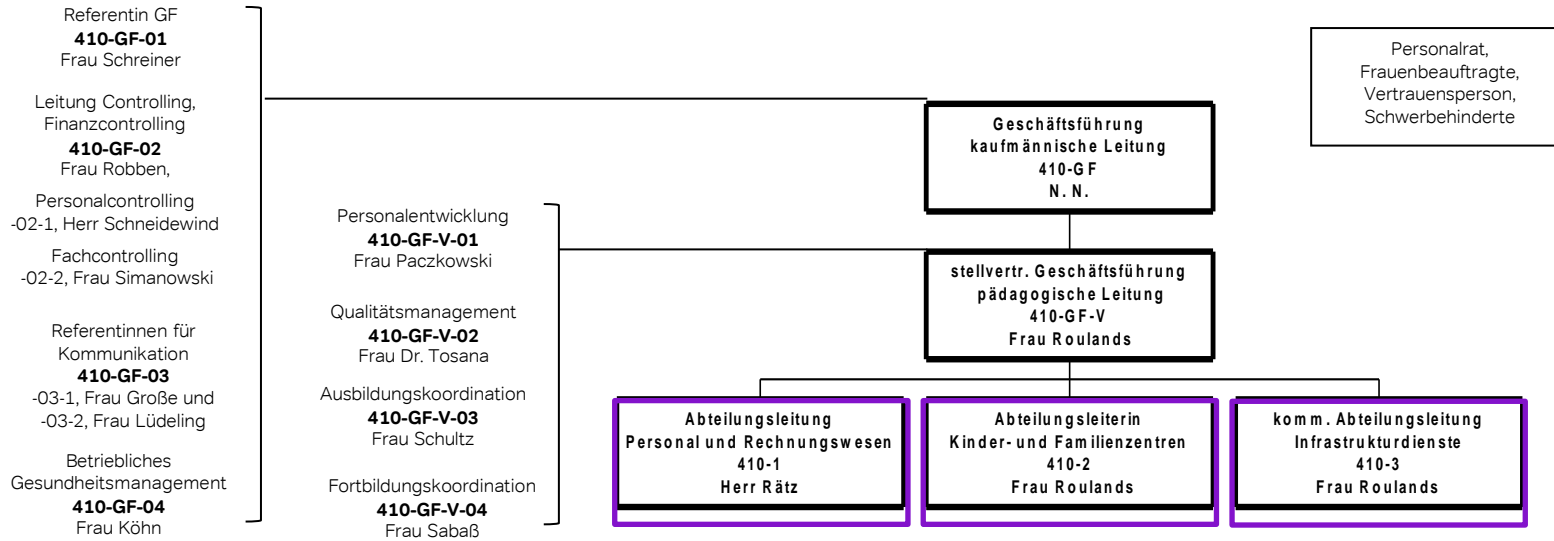 Referentin GF
410-GF-01
Frau Schreiner
Leitung Controlling,
Finanzcontrolling
410-GF-02
Frau Robben,
Personalcontrolling
-02-1, Herr Schneidewind
Fachcontrolling
-02-2, Frau Simanowski
Referentinnen für
Kommunikation
410-GF-03
-03-1, Frau Große und
-03-2, Frau Lüdeling
Betriebliches
Gesundheitsmanagement
410-GF-04
Frau Köhn
Personalentwicklung
410-GF-V-01
Frau Paczkowski
Qualitätsmanagement
410-GF-V-02
Frau Dr. Tosana
Ausbildungskoordination
410-GF-V-03
Frau Schultz
Fortbildungskoordination
410-GF-V-04
Frau Sabaß
Geschäftsführung
kaufmännische Leitung
410-GF
N. N.
stellvertr. Geschäftsführung
pädagogische Leitung
410-GF-V
Frau Roulands
Abteilungsleitung
Personal und Rechnungswesen
410-1
Herr Rätz
Abteilungsleiterin
Kinder- und Familienzentren
410-2
Frau Roulands
komm. Abteilungsleitung
Infrastrukturdienste
410-3
Frau Roulands
Personalrat,
Frauenbeauftragte,
Vertrauensperson,
Schwerbehinderte